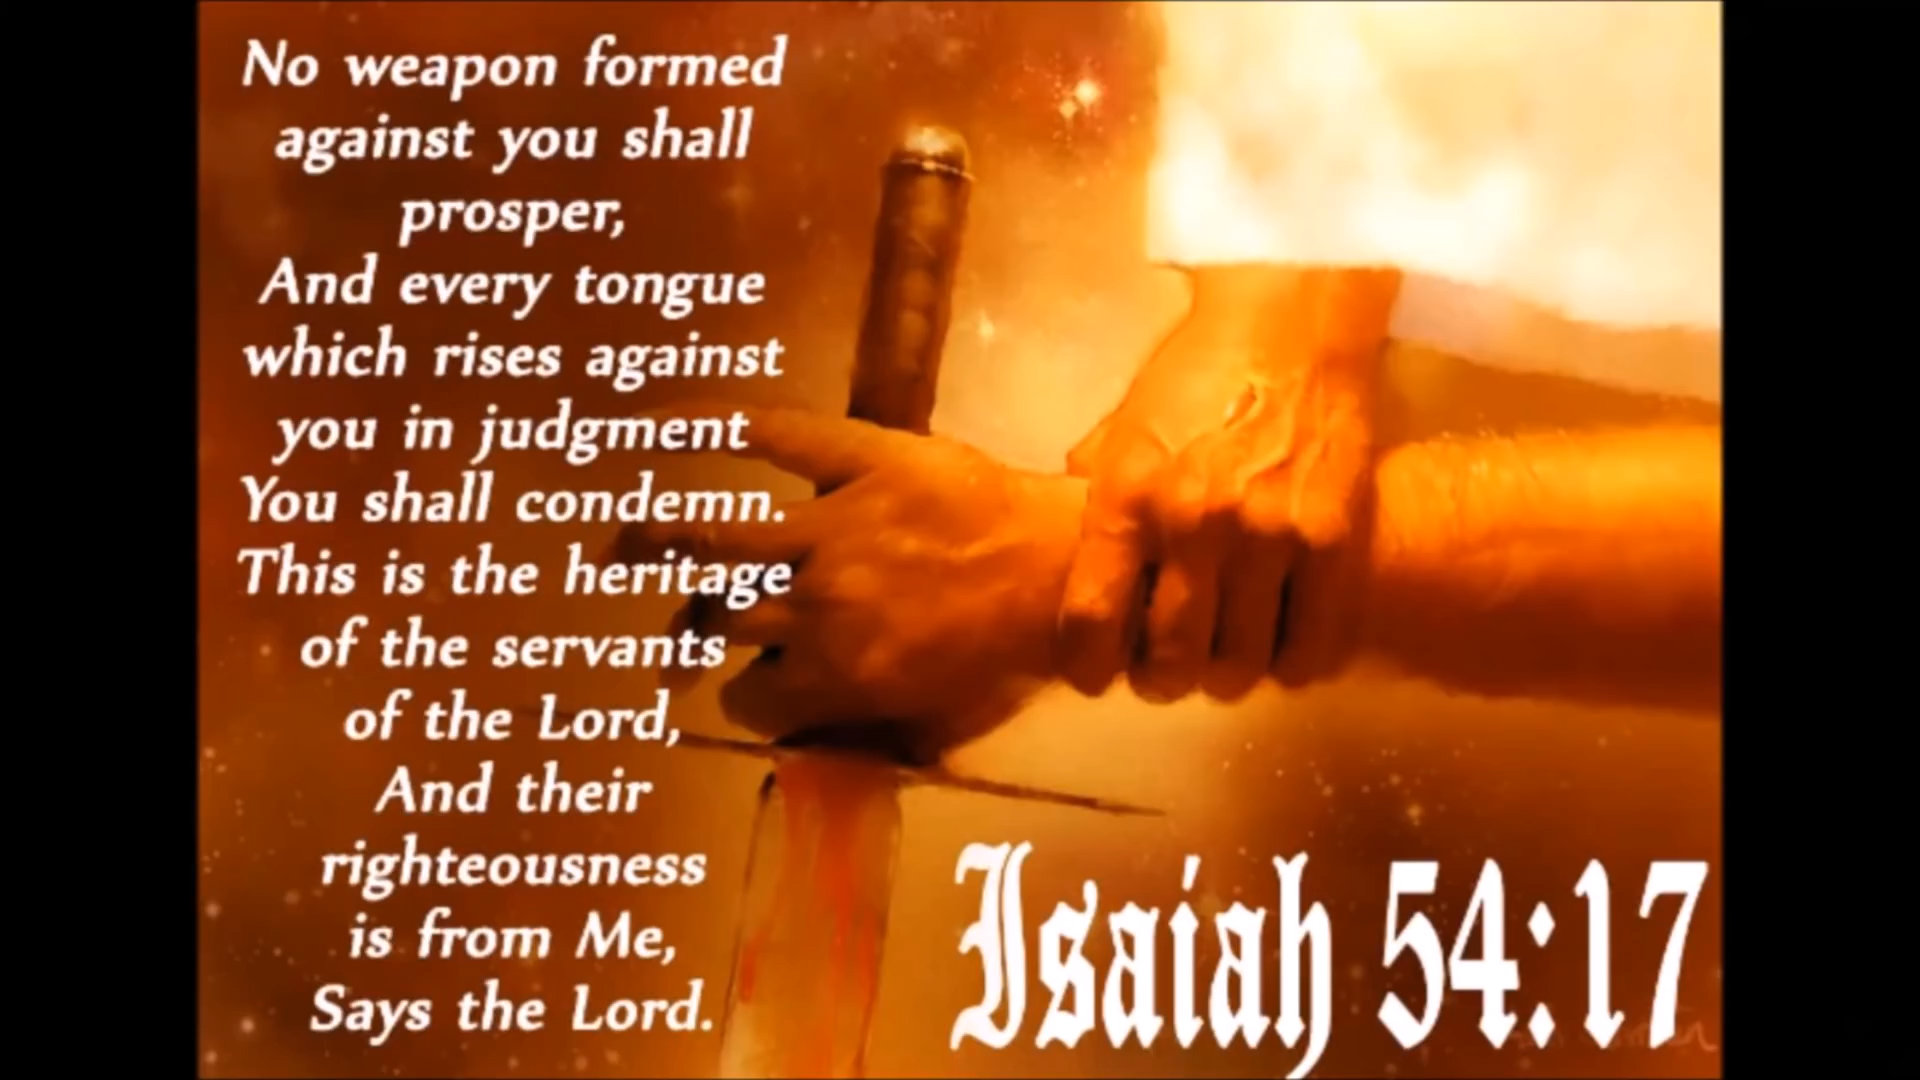 No weapon formed
against you shall
prosper,
And every tongue
which rises against
you in judgment
You shall condemn.
This is the heritage
of the servants
of the Lord,
And their
righteousness
is from Me,
Says the Lord.
Isaiah 54:17